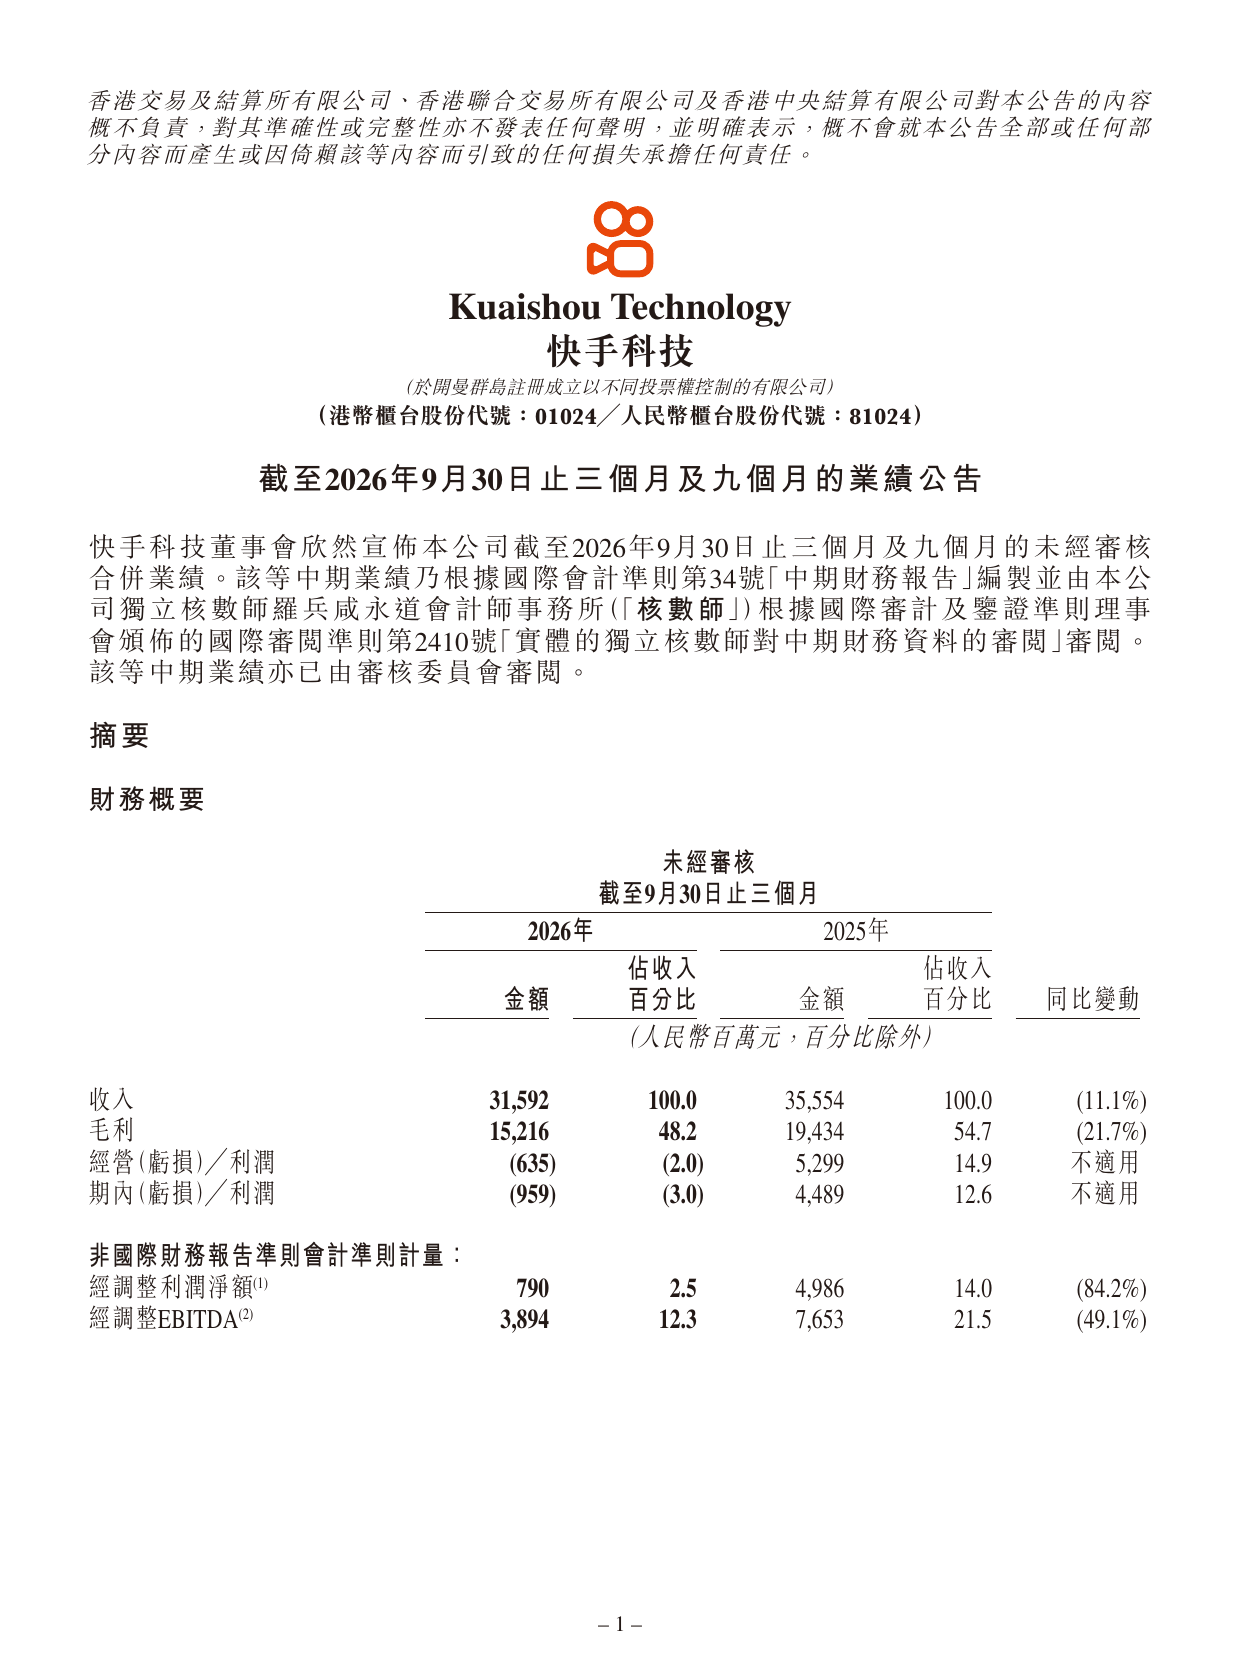 香港交易及結算所有限公司、香港聯合交易所有限公司及香港中央結算有限公司對本公告的內容
概不負責，對其準確性或完整性亦不發表任何聲明，並明確表示，概不會就本公告全部或任何部
分內容而產生或因倚賴該等內容而引致的任何損失承擔任何責任。
Kuaishou Technology
快手科技
(於開曼群島註冊成立以不同投票權控制的有限公司)
(港幣櫃台股份代號：01024／人民幣櫃台股份代號：81024)
截至2026年9月30日止三個月及九個月的業績公告
快手科技董事會欣然宣佈本公司截至2026年9月30日止三個月及九個月的未經審核
合併業績。該等中期業績乃根據國際會計準則第34號「中期財務報告」編製並由本公
司獨立核數師羅兵咸永道會計師事務所(「核數師」)根據國際審計及鑒證準則理事
會頒佈的國際審閱準則第2410號「實體的獨立核數師對中期財務資料的審閱」審閱。
該等中期業績亦已由審核委員會審閱。
摘要
財務概要
未經審核
截至9月30日止三個月
2026年 2025年
佔收入 佔收入
金額 百分比 金額 百分比 同比變動
(人民幣百萬元，百分比除外)
收入 31,592 100.0 35,554 100.0 (11.1%)
毛利 15,216 48.2 19,434 54.7 (21.7%)
經營(虧損)／利潤 (635) (2.0) 5,299 14.9 不適用
期內(虧損)／利潤 (959) (3.0) 4,489 12.6 不適用
非國際財務報告準則會計準則計量：
經調整利潤淨額(1) 790 2.5 4,986 14.0 (84.2%)
經調整EBITDA(2) 3,894 12.3 7,653 21.5 (49.1%)
– 1 –